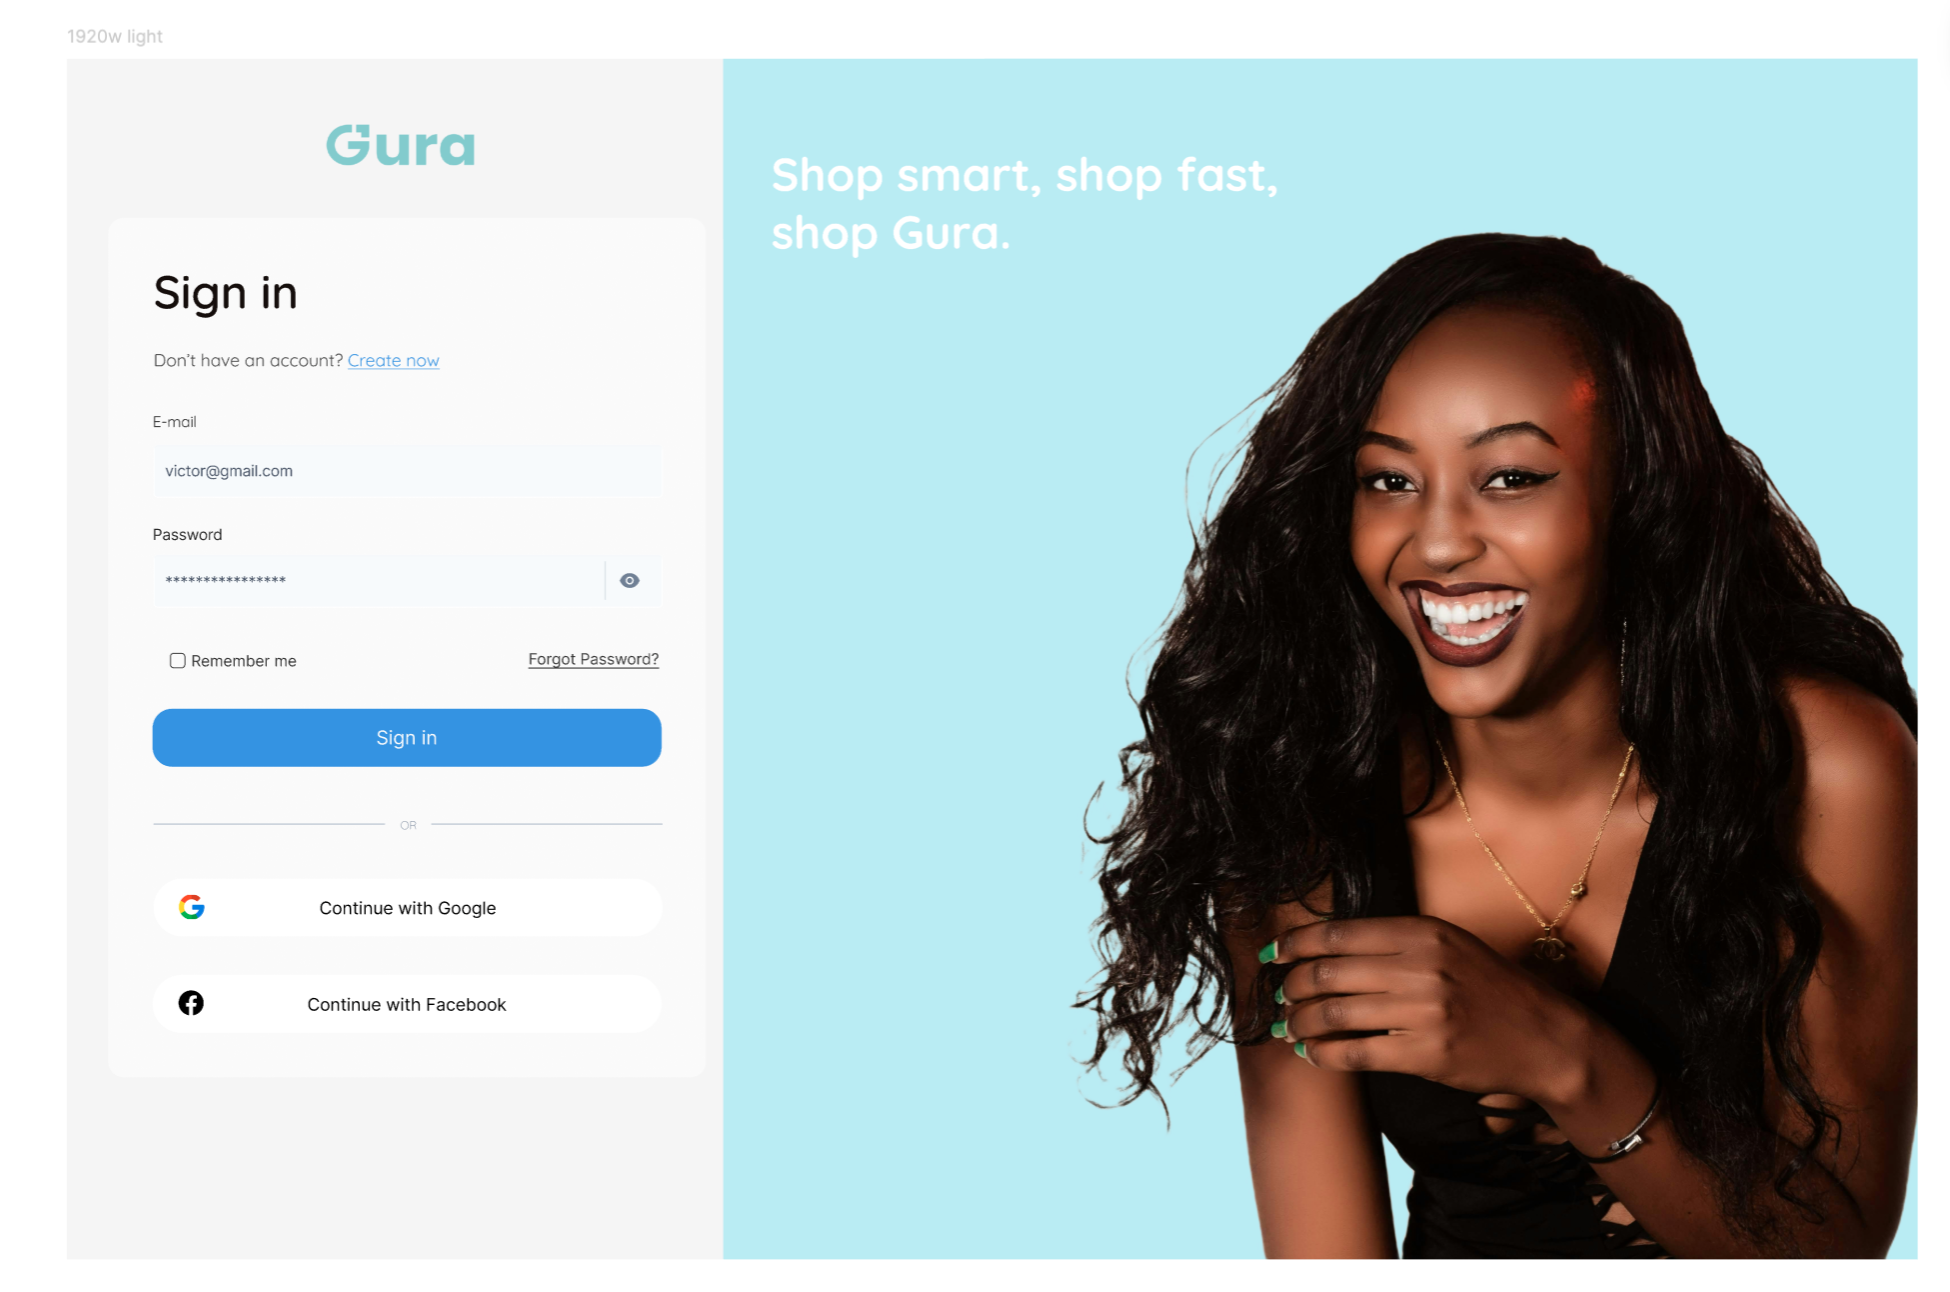 1920w light
Gura
Sign in
Don't have an account? Create now
E-mail
victor@gmail.com
Password
****************
Remember me
Forgot Password?
Sign in
OR
Continue with Google
Continue with Facebook
Shop smart, shop fast,
shop Gura.